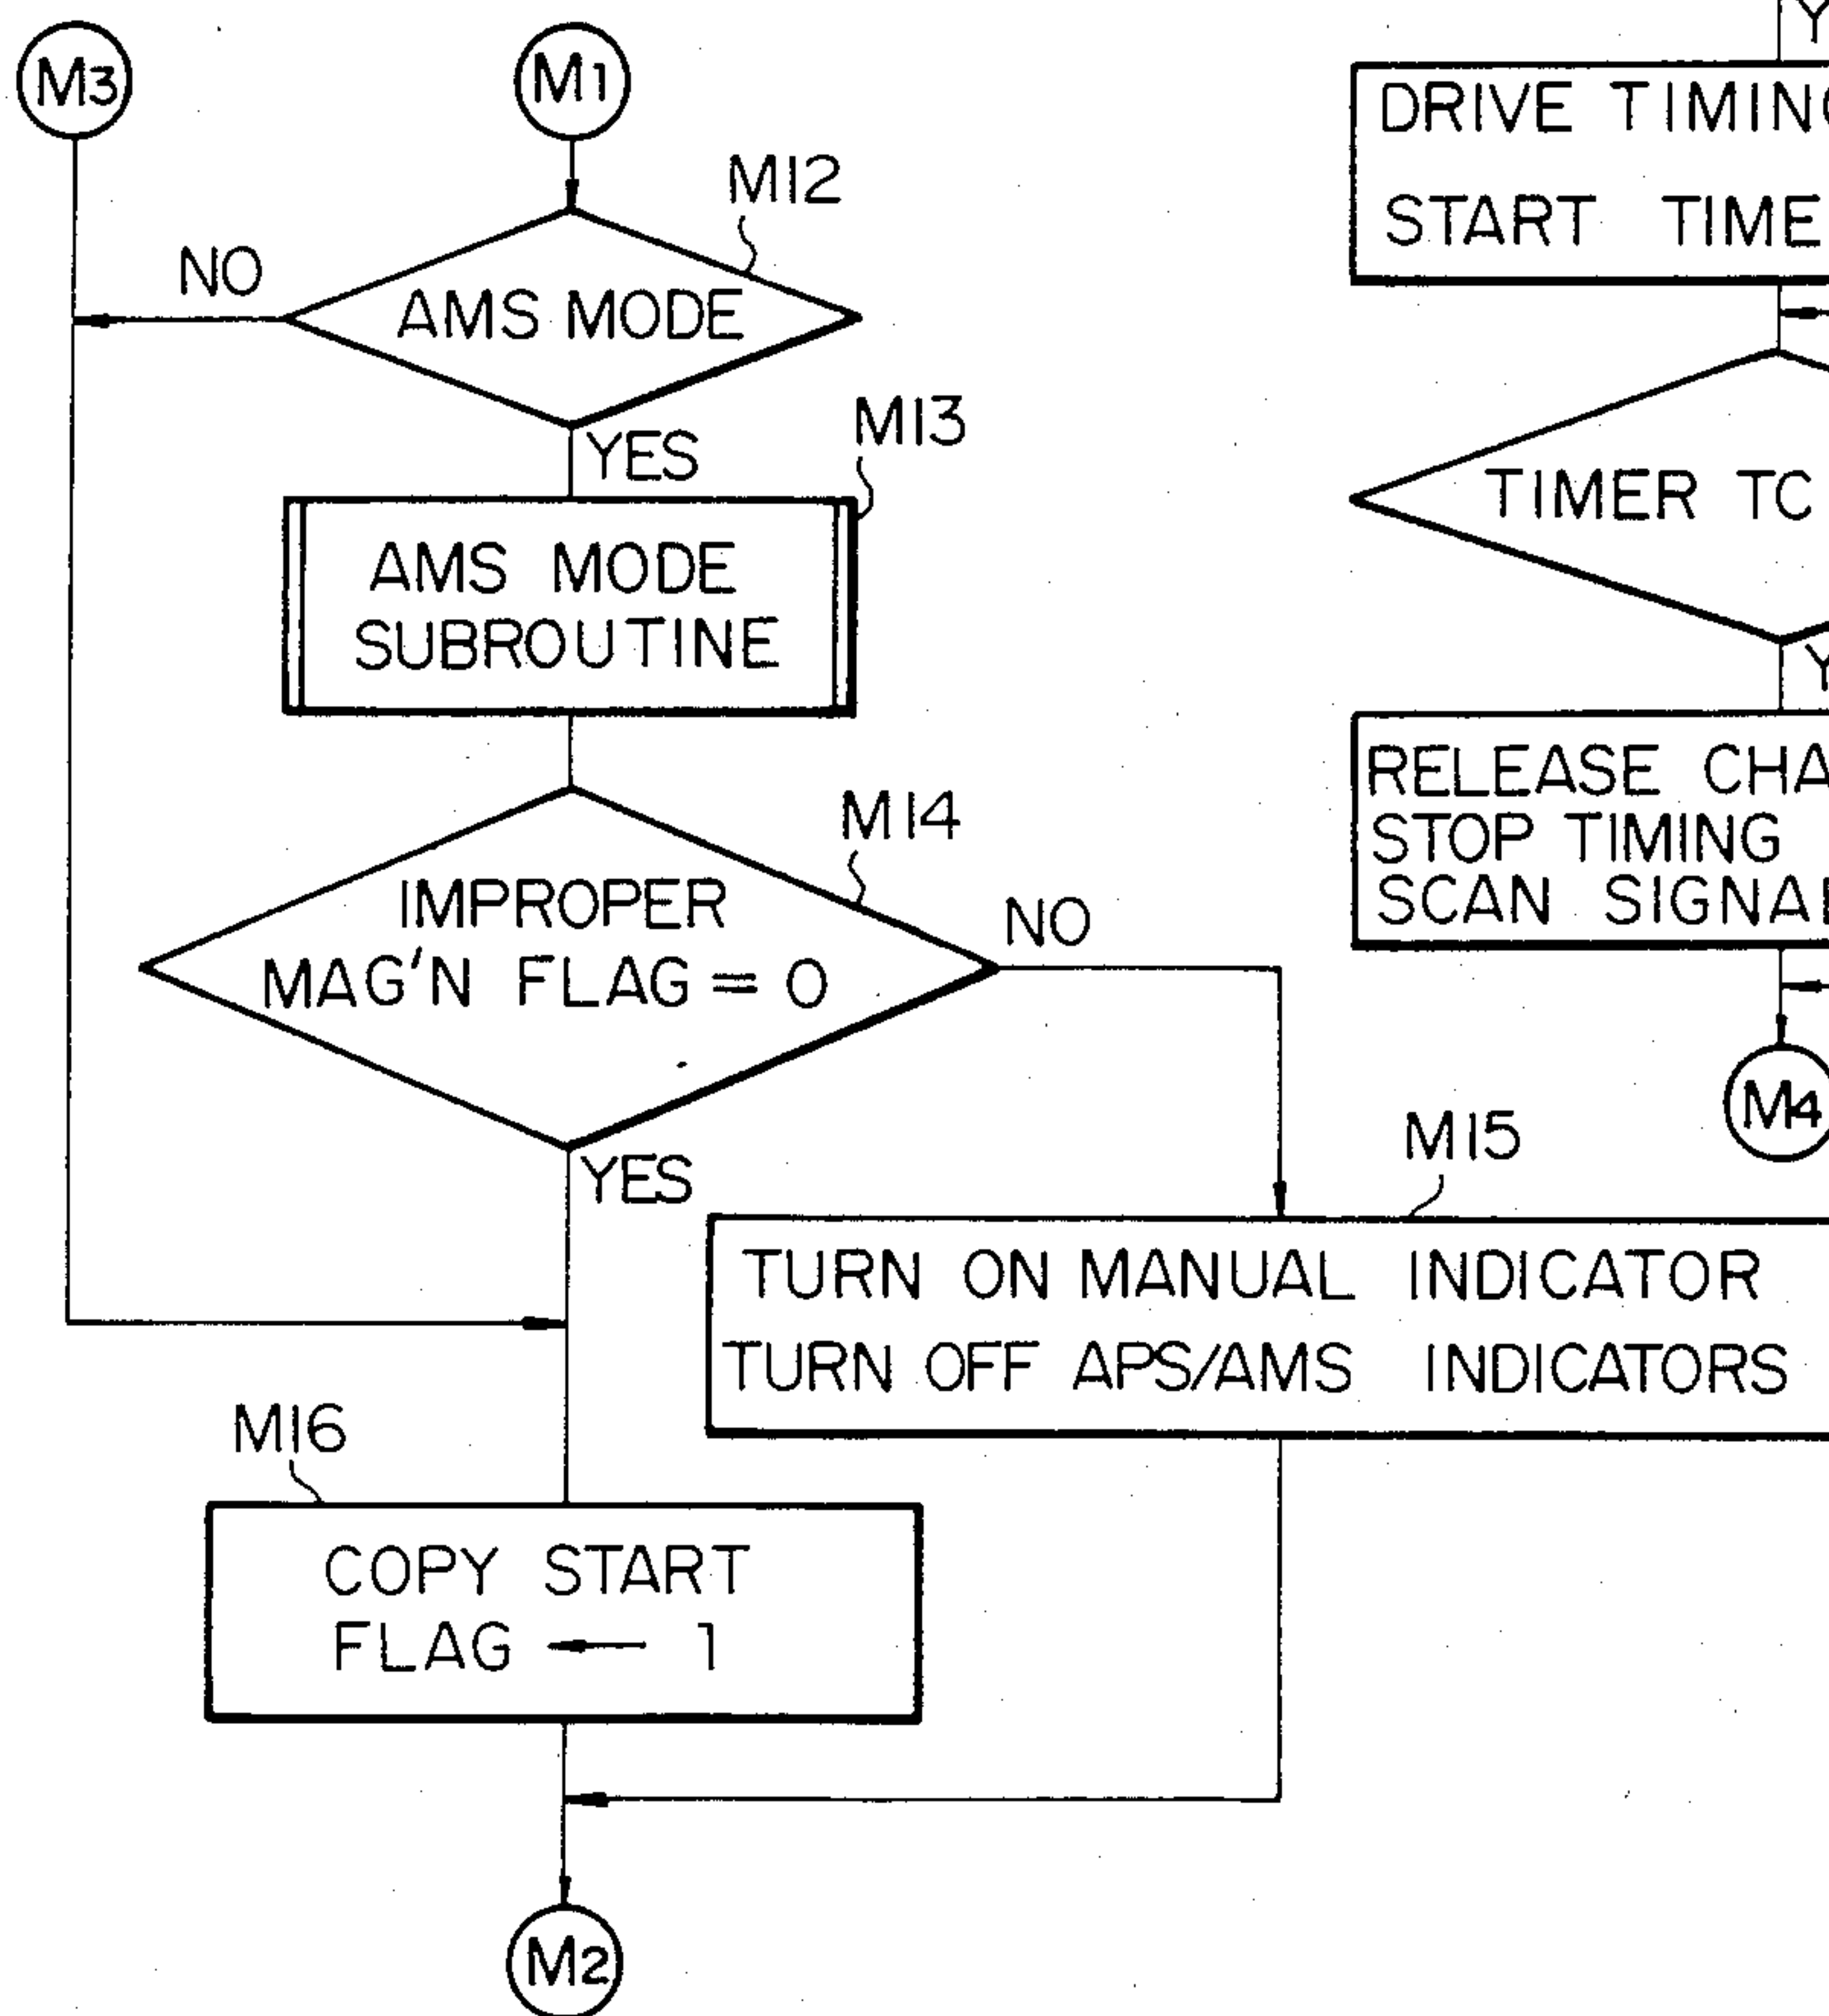 M3
M1
M12
NO
AMS MODE
YES
M13
AMS MODE
SUBROUTINE
M14
IMPROPER
MAG'N FLAG = 0
NO
YES
M15
TURN ON MANUAL INDICATOR
TURN OFF APS/AMS INDICATORS
M16
COPY START
FLAG ← 1
M2
DRIVE TIMING
START TIME
TIMER TC
RELEASE CHA
STOP TIMING
SCAN SIGNAL
M4